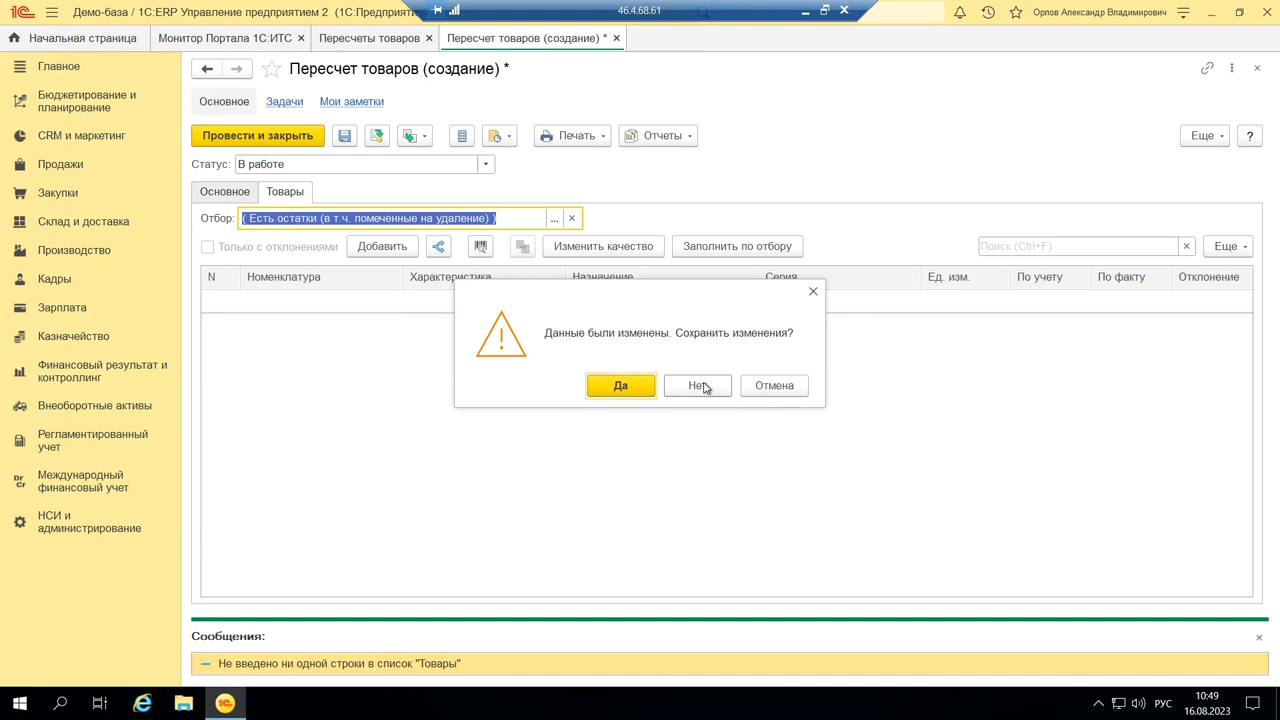 Демо-база / 1С:ERP Управление предприятием 2 (1С:Предприятие
46.4.68.61
Орлов Александр Владимирович
Начальная страница
Монитор Портала 1С:ИТС
Пересчеты товаров
Пересчет товаров (создание) *
Главное
Бюджетирование и
планирование
CRM и маркетинг
Продажи
Закупки
Склад и доставка
Производство
Кадры
Зарплата
Казначейство
Финансовый результат и
контроллинг
Внеоборотные активы
Регламентированный
учет
Международный
финансовый учет
НСИ и
администрирование
Пересчет товаров (создание) *
Основное
Задачи
Мои заметки
Провести и закрыть
Печать
Отчеты
Еще
?
Статус:
В работе
Основное
Товары
Отбор:
( Есть остатки (в т.ч. помеченные на удаление) )
...
Только с отклонениями
Добавить
Изменить качество
Заполнить по отбору
Поиск (Ctrl+F)
Еще
N
Номенклатура
Характеристика
Назначение
Серия
Ед. изм.
По учету
По факту
Отклонение
Данные были изменены. Сохранить изменения?
Да
Нет
Отмена
Сообщения:
Не введено ни одной строки в список "Товары"
РУС
10:49
16.08.2023